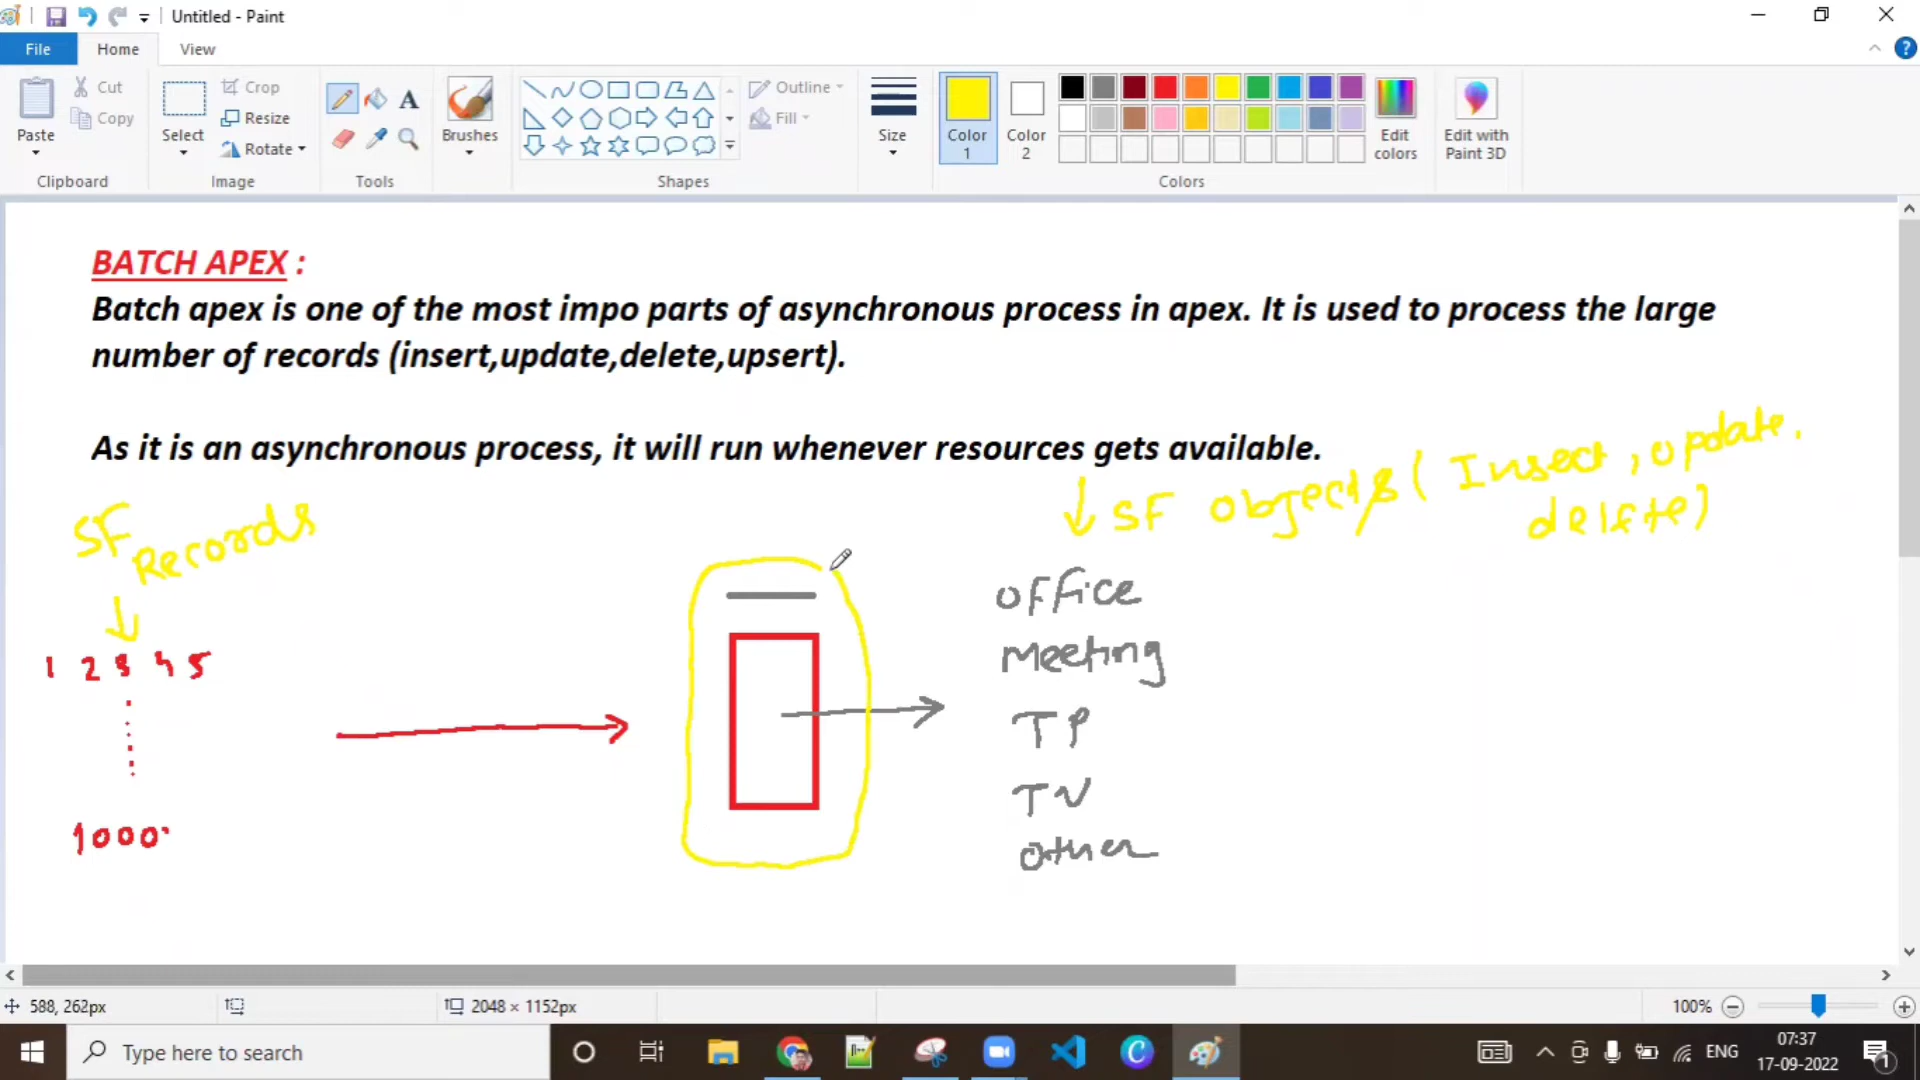 Untitled - Paint
File Home View
Cut
Copy
Paste
Clipboard
Select
Crop
Resize
Rotate
Image
Tools
Brushes
Shapes
Outline
Fill
Size
Color 1
Color 2
Edit colors
Edit with Paint 3D
Colors
BATCH APEX :
Batch apex is one of the most impo parts of asynchronous process in apex. It is used to process the large
number of records (insert,update,delete,upsert).
As it is an asynchronous process, it will run whenever resources gets available.
SF Objects (Insert, update,
delete)
SF
Records
1 2 3 4 5
1000
Office
Meeting
TP
TV
Other
588, 262px
2048 × 1152px
100%
Type here to search
ENG
07:37
17-09-2022
1